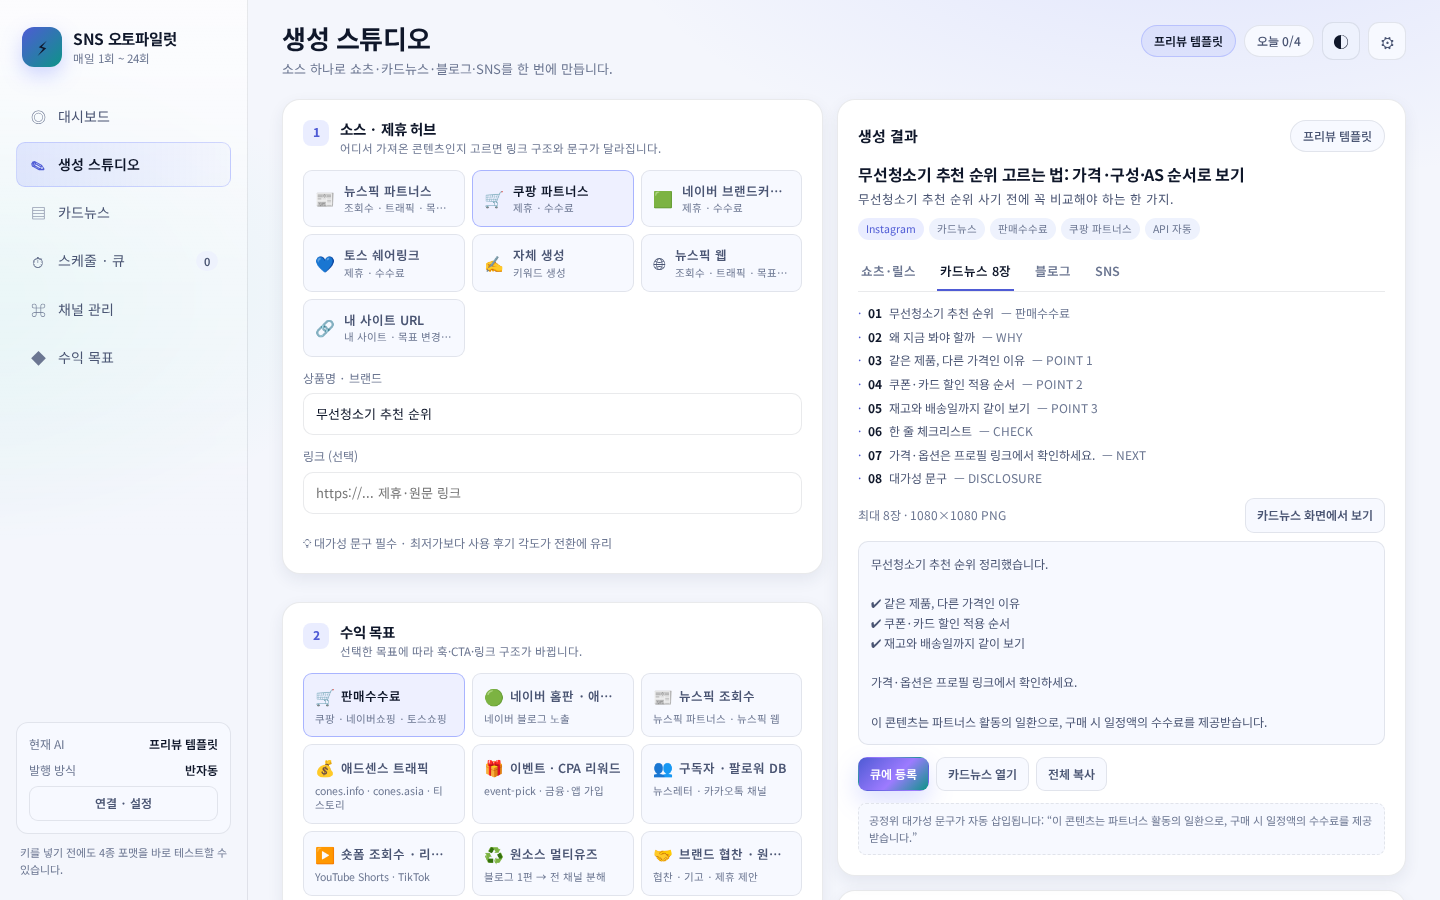 SNS 오토파일럿
매일 1회 ~ 24회
대시보드
생성 스튜디오
카드뉴스
스케줄 · 큐
0
채널 관리
수익 목표
현재 AI
프리뷰 템플릿
발행 방식
반자동
연결 · 설정
키를 넣기 전에도 4종 포맷을 바로 테스트할 수
있습니다.
생성 스튜디오
소스 하나로 쇼츠·카드뉴스·블로그·SNS를 한 번에 만듭니다.
프리뷰 템플릿
오늘 0/4
1
소스 · 제휴 허브
어디서 가져온 콘텐츠인지 고르면 링크 구조와 문구가 달라집니다.
뉴스픽 파트너스
조회수 · 트래픽 · 목…
쿠팡 파트너스
제휴 · 수수료
네이버 브랜드커…
제휴 · 수수료
토스 쉐어링크
제휴 · 수수료
자체 생성
키워드 생성
뉴스픽 웹
조회수 · 트래픽 · 목표…
내 사이트 URL
내 사이트 · 목표 변경…
상품명 · 브랜드
무선청소기 추천 순위
링크 (선택)
https://... 제휴·원문 링크
💡 대가성 문구 필수 · 최저가보다 사용 후기 각도가 전환에 유리
2
수익 목표
선택한 목표에 따라 훅·CTA·링크 구조가 바뀝니다.
판매수수료
쿠팡 · 네이버쇼핑 · 토스쇼핑
네이버 홈판 · 애…
네이버 블로그 노출
뉴스픽 조회수
뉴스픽 파트너스 · 뉴스픽 웹
애드센스 트래픽
cones.info · cones.asia · 티
스토리
이벤트 · CPA 리워드
event-pick · 금융·앱 가입
구독자 · 팔로워 DB
뉴스레터 · 카카오톡 채널
숏폼 조회수 · 리…
YouTube Shorts · TikTok
원소스 멀티유즈
블로그 1편 → 전 채널 분해
브랜드 협찬 · 원…
협찬 · 기고 · 제휴 제안
생성 결과
프리뷰 템플릿
무선청소기 추천 순위 고르는 법: 가격·구성·AS 순서로 보기
무선청소기 추천 순위 사기 전에 꼭 비교해야 하는 한 가지.
Instagram
카드뉴스
판매수수료
쿠팡 파트너스
API 자동
쇼츠·릴스
카드뉴스 8장
블로그
SNS
· 01 무선청소기 추천 순위 — 판매수수료
· 02 왜 지금 봐야 할까 — WHY
· 03 같은 제품, 다른 가격인 이유 — POINT 1
· 04 쿠폰·카드 할인 적용 순서 — POINT 2
· 05 재고와 배송일까지 같이 보기 — POINT 3
· 06 한 줄 체크리스트 — CHECK
· 07 가격·옵션은 프로필 링크에서 확인하세요. — NEXT
· 08 대가성 문구 — DISCLOSURE
최대 8장 · 1080×1080 PNG
카드뉴스 화면에서 보기
무선청소기 추천 순위 정리했습니다.
✔ 같은 제품, 다른 가격인 이유
✔ 쿠폰·카드 할인 적용 순서
✔ 재고와 배송일까지 같이 보기
가격·옵션은 프로필 링크에서 확인하세요.
이 콘텐츠는 파트너스 활동의 일환으로, 구매 시 일정액의 수수료를 제공받습니다.
큐에 등록
카드뉴스 열기
전체 복사
공정위 대가성 문구가 자동 삽입됩니다: “이 콘텐츠는 파트너스 활동의 일환으로, 구매 시 일정액의 수수료를 제공
받습니다.”